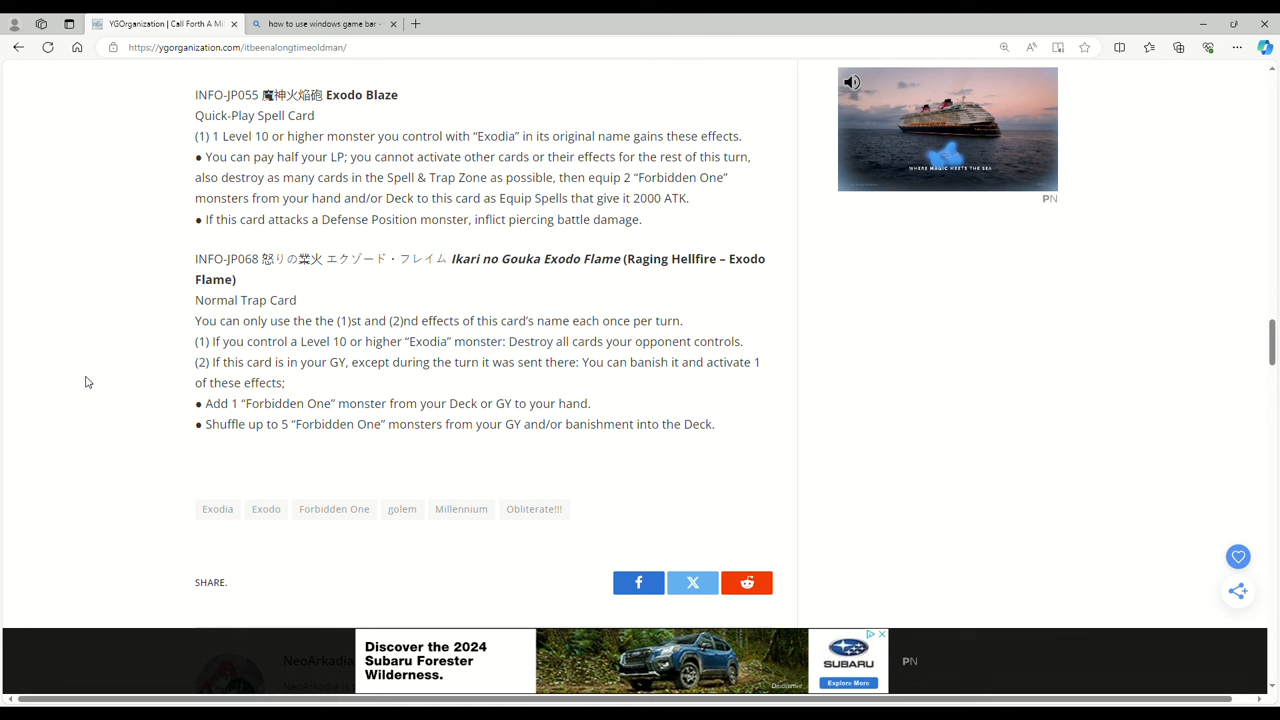 YGOrganization | Call Forth A Mi
how to use windows game bar -
https://ygorganization.com/itbeenalongtimeoldman/
INFO-JP055 魔神火焔砲 Exodo Blaze
Quick-Play Spell Card
(1) 1 Level 10 or higher monster you control with “Exodia” in its original name gains these effects.
● You can pay half your LP; you cannot activate other cards or their effects for the rest of this turn,
also destroy as many cards in the Spell & Trap Zone as possible, then equip 2 “Forbidden One”
monsters from your hand and/or Deck to this card as Equip Spells that give it 2000 ATK.
● If this card attacks a Defense Position monster, inflict piercing battle damage.
INFO-JP068 怒りの業火 エクゾード・フレイム Ikari no Gouka Exodo Flame (Raging Hellfire – Exodo
Flame)
Normal Trap Card
You can only use the the (1)st and (2)nd effects of this card’s name each once per turn.
(1) If you control a Level 10 or higher “Exodia” monster: Destroy all cards your opponent controls.
(2) If this card is in your GY, except during the turn it was sent there: You can banish it and activate 1
of these effects;
● Add 1 “Forbidden One” monster from your Deck or GY to your hand.
● Shuffle up to 5 “Forbidden One” monsters from your GY and/or banishment into the Deck.
Exodia
Exodo
Forbidden One
golem
Millennium
Obliterate!!!
SHARE.
WHERE MAGIC MEETS THE SEA
PN
NeoArkadia
Discover the 2024
Subaru Forester
Wilderness.
Disclaimer
SUBARU
Explore More
PN